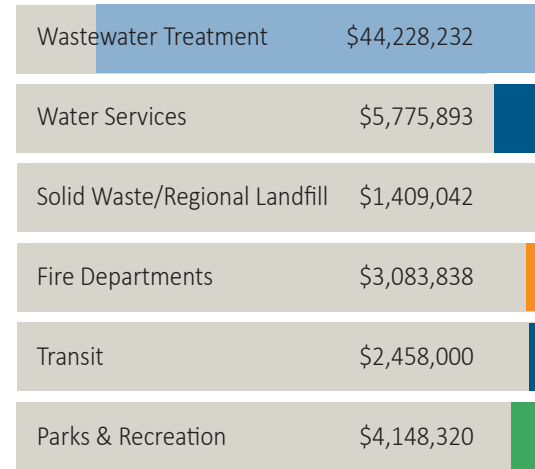 Wastewater Treatment $44,228,232
Water Services $5,775,893
Solid Waste/Regional Landfill $1,409,042
Fire Departments $3,083,838
Transit $2,458,000
Parks & Recreation $4,148,320